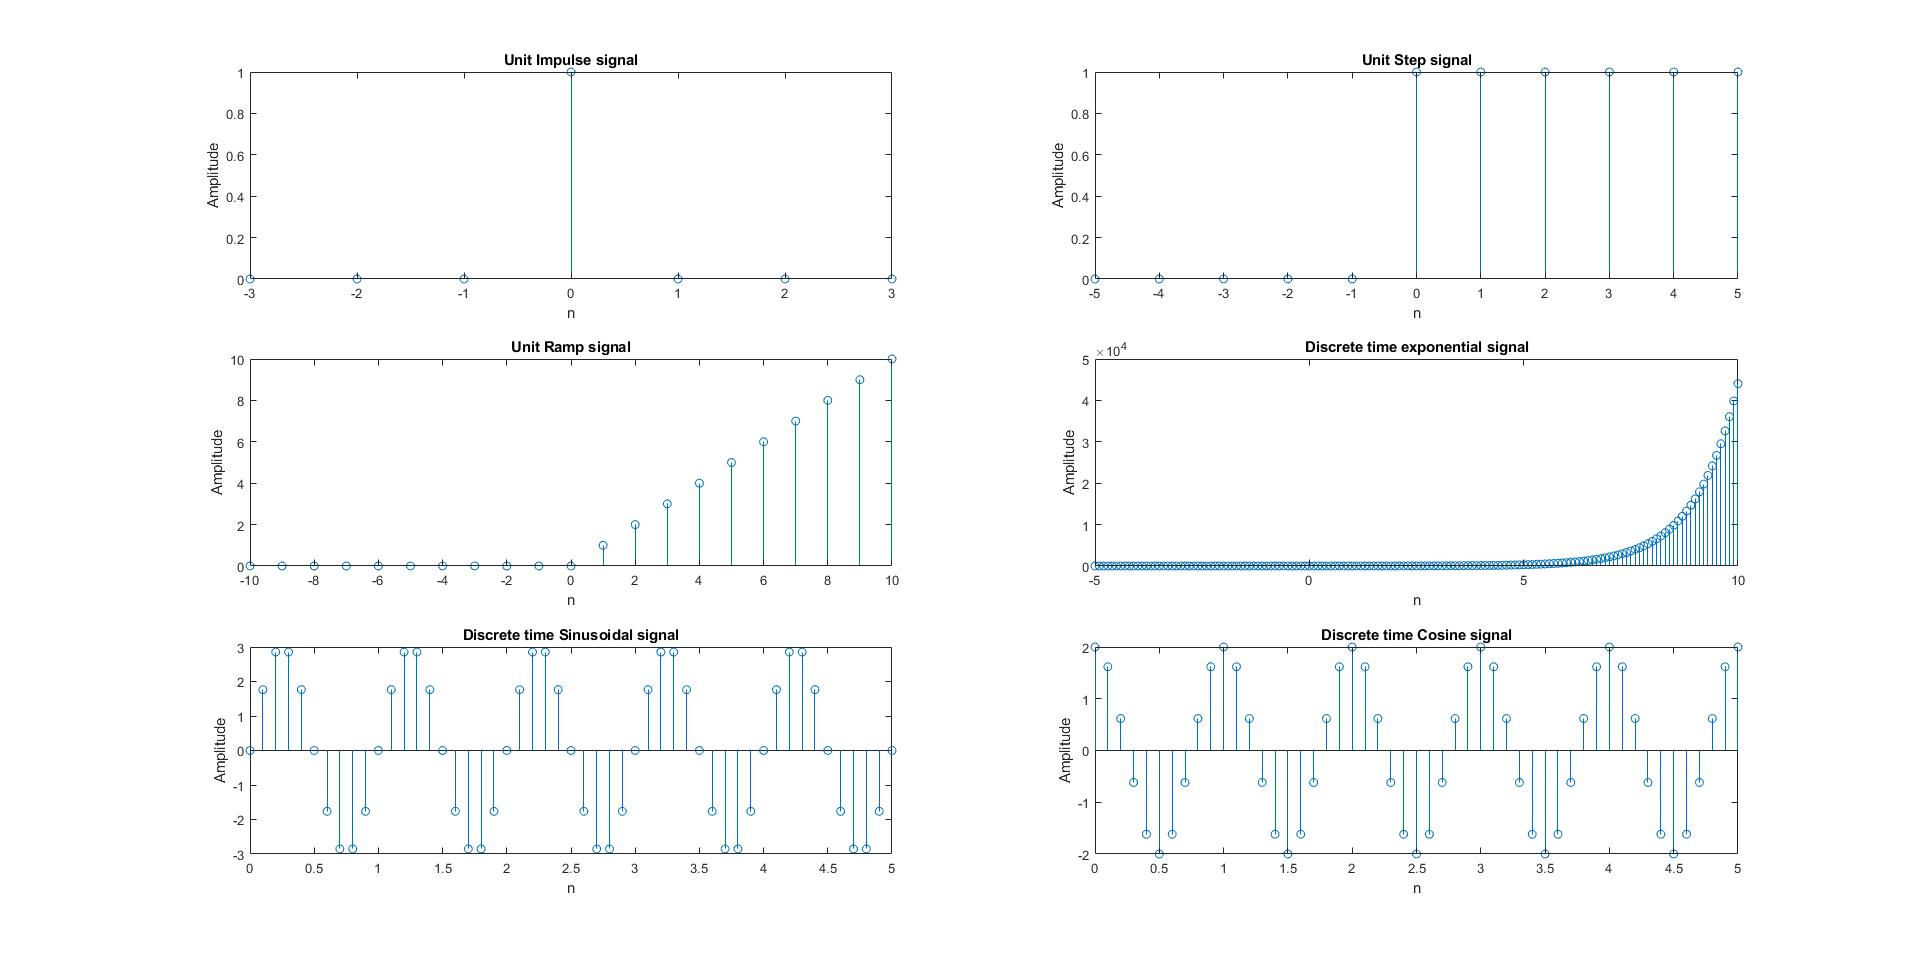 Unit Impulse signal
1
0.8
0.6
0.4
0.2
0
Amplitude
-3 -2 -1 0 1 2 3
n
Unit Step signal
1
0.8
0.6
0.4
0.2
0
Amplitude
-5 -4 -3 -2 -1 0 1 2 3 4 5
n
Unit Ramp signal
10
8
6
4
2
0
Amplitude
-10 -8 -6 -4 -2 0 2 4 6 8 10
n
Discrete time exponential signal
×10⁴
5
4
3
2
1
0
Amplitude
-5 0 5 10
n
Discrete time Sinusoidal signal
3
2
1
0
-1
-2
-3
Amplitude
0 0.5 1 1.5 2 2.5 3 3.5 4 4.5 5
n
Discrete time Cosine signal
2
1
0
-1
-2
Amplitude
0 0.5 1 1.5 2 2.5 3 3.5 4 4.5 5
n